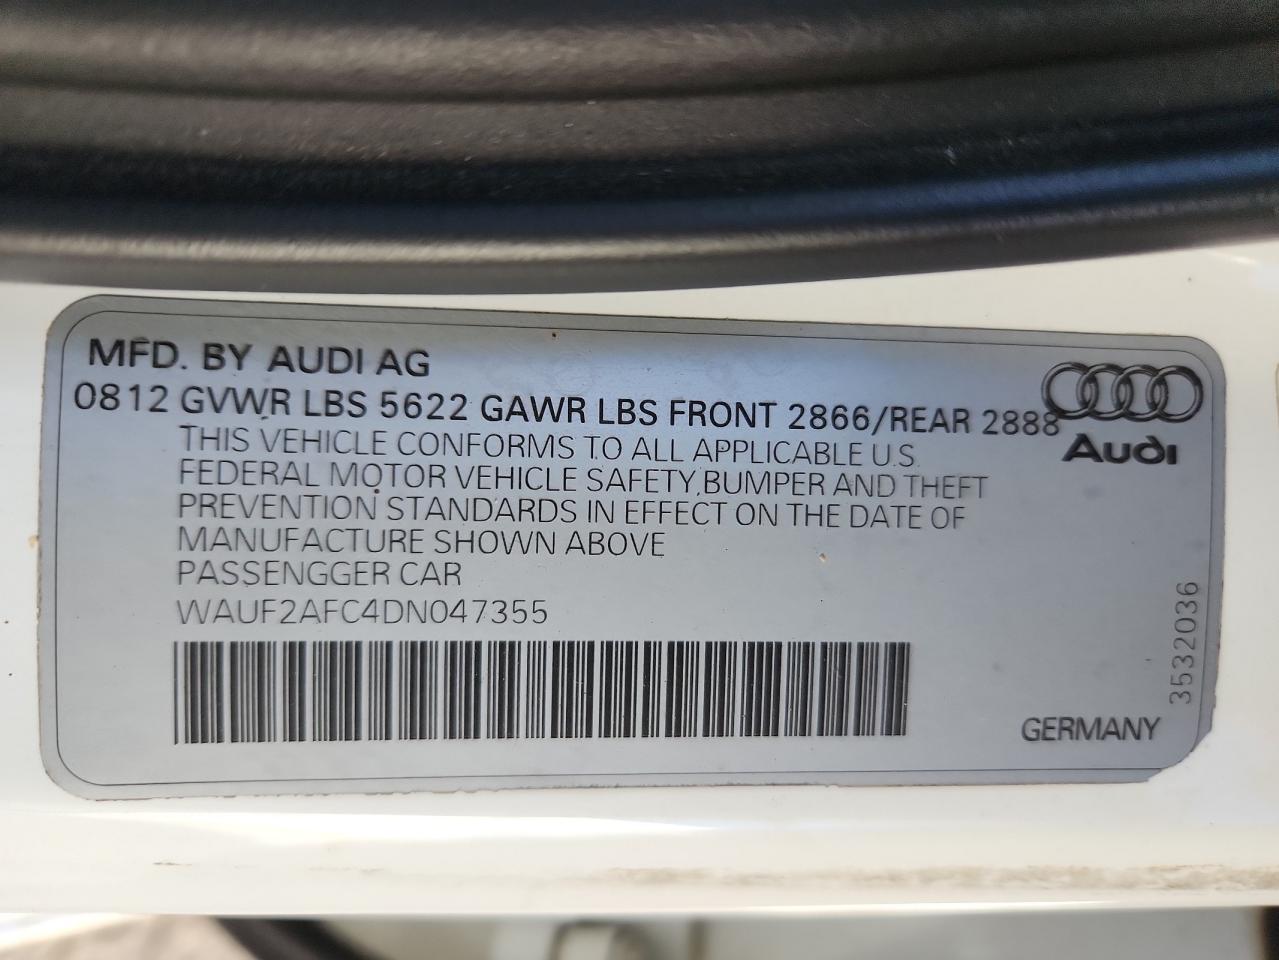 MFD. BY AUDI AG
0812 GVWR LBS 5622 GAWR LBS FRONT 2866/REAR 2888
Audi
THIS VEHICLE CONFORMS TO ALL APPLICABLE U.S.
FEDERAL MOTOR VEHICLE SAFETY, BUMPER AND THEFT
PREVENTION STANDARDS IN EFFECT ON THE DATE OF
MANUFACTURE SHOWN ABOVE
PASSENGGER CAR
WAUF2AFC4DN047355
3532036
GERMANY